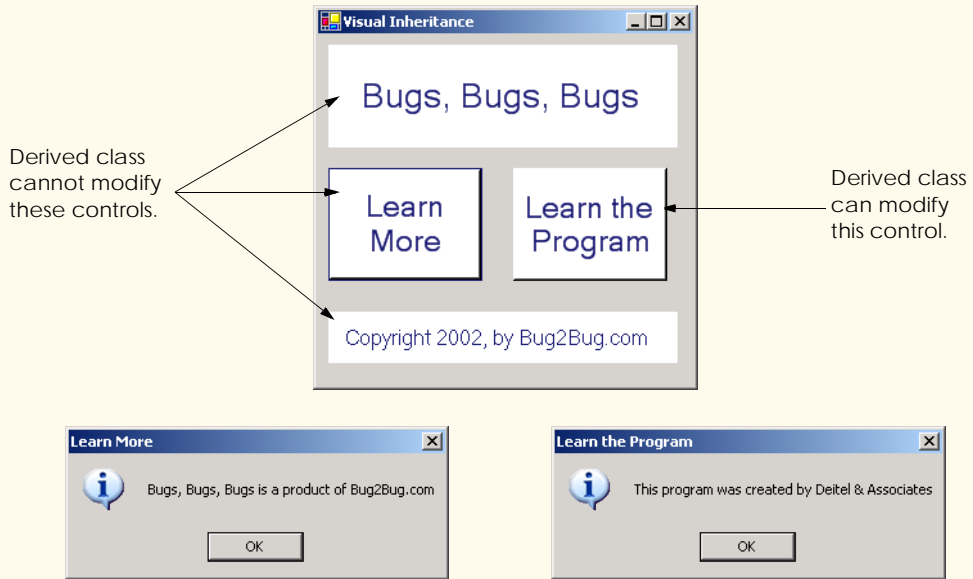 Visual Inheritance
Bugs, Bugs, Bugs
Derived class
cannot modify
these controls.
Learn
More
Learn the
Program
Derived class
can modify
this control.
Copyright 2002, by Bug2Bug.com
Learn More
Bugs, Bugs, Bugs is a product of Bug2Bug.com
OK
Learn the Program
This program was created by Deitel & Associates
OK